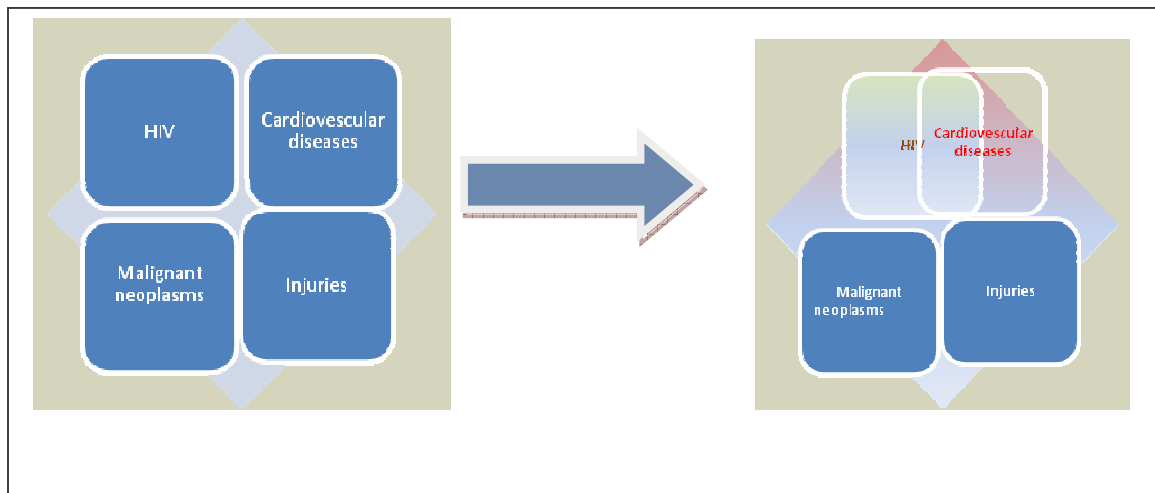 HIV
Cardiovescular
diseases
Malignant
neoplasms
Injuries
HIV
Cardiovescular
diseases
Malignant
neoplasms
Injuries